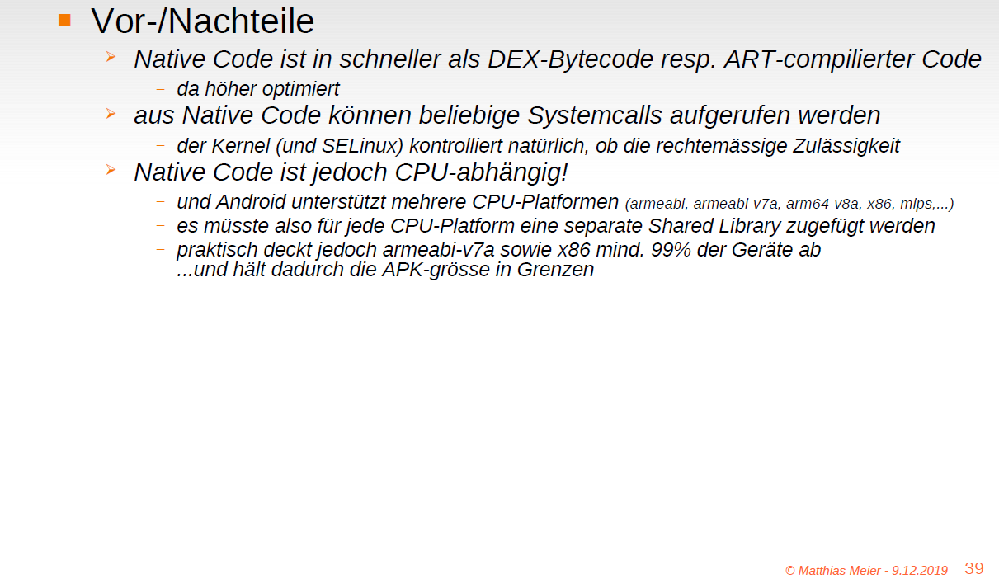 Vor-/Nachteile
Native Code ist in schneller als DEX-Bytecode resp. ART-compilierter Code
– da höher optimiert
aus Native Code können beliebige Systemcalls aufgerufen werden
– der Kernel (und SELinux) kontrolliert natürlich, ob die rechtemässige Zulässigkeit
Native Code ist jedoch CPU-abhängig!
– und Android unterstützt mehrere CPU-Platformen (armeabi, armeabi-v7a, arm64-v8a, x86, mips,...)
– es müsste also für jede CPU-Platform eine separate Shared Library zugefügt werden
– praktisch deckt jedoch armeabi-v7a sowie x86 mind. 99% der Geräte ab
...und hält dadurch die APK-grösse in Grenzen
© Matthias Meier - 9.12.2019 39